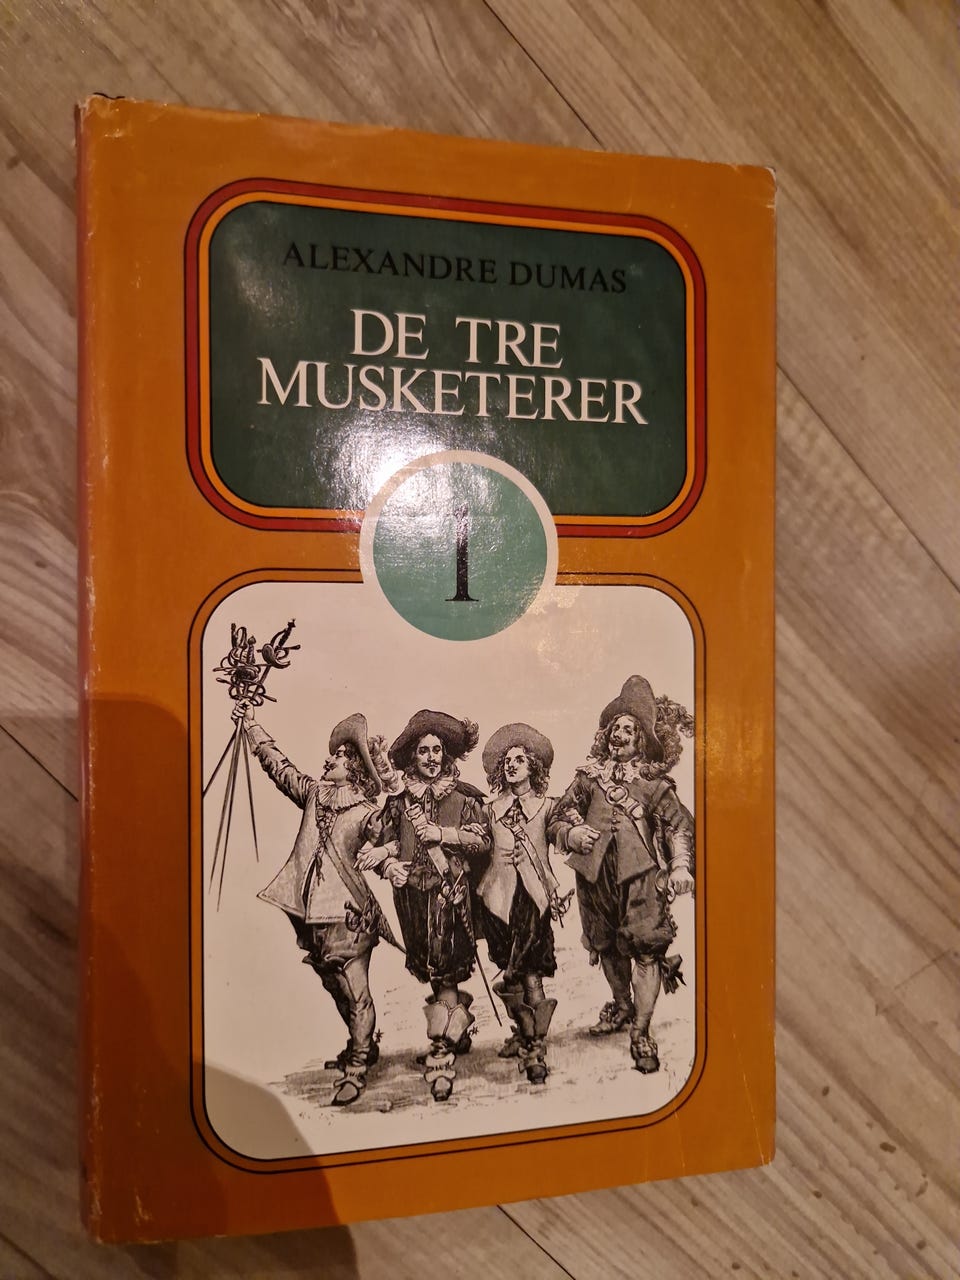 ALEXANDRE DUMAS
DE TRE
MUSKETERER
1